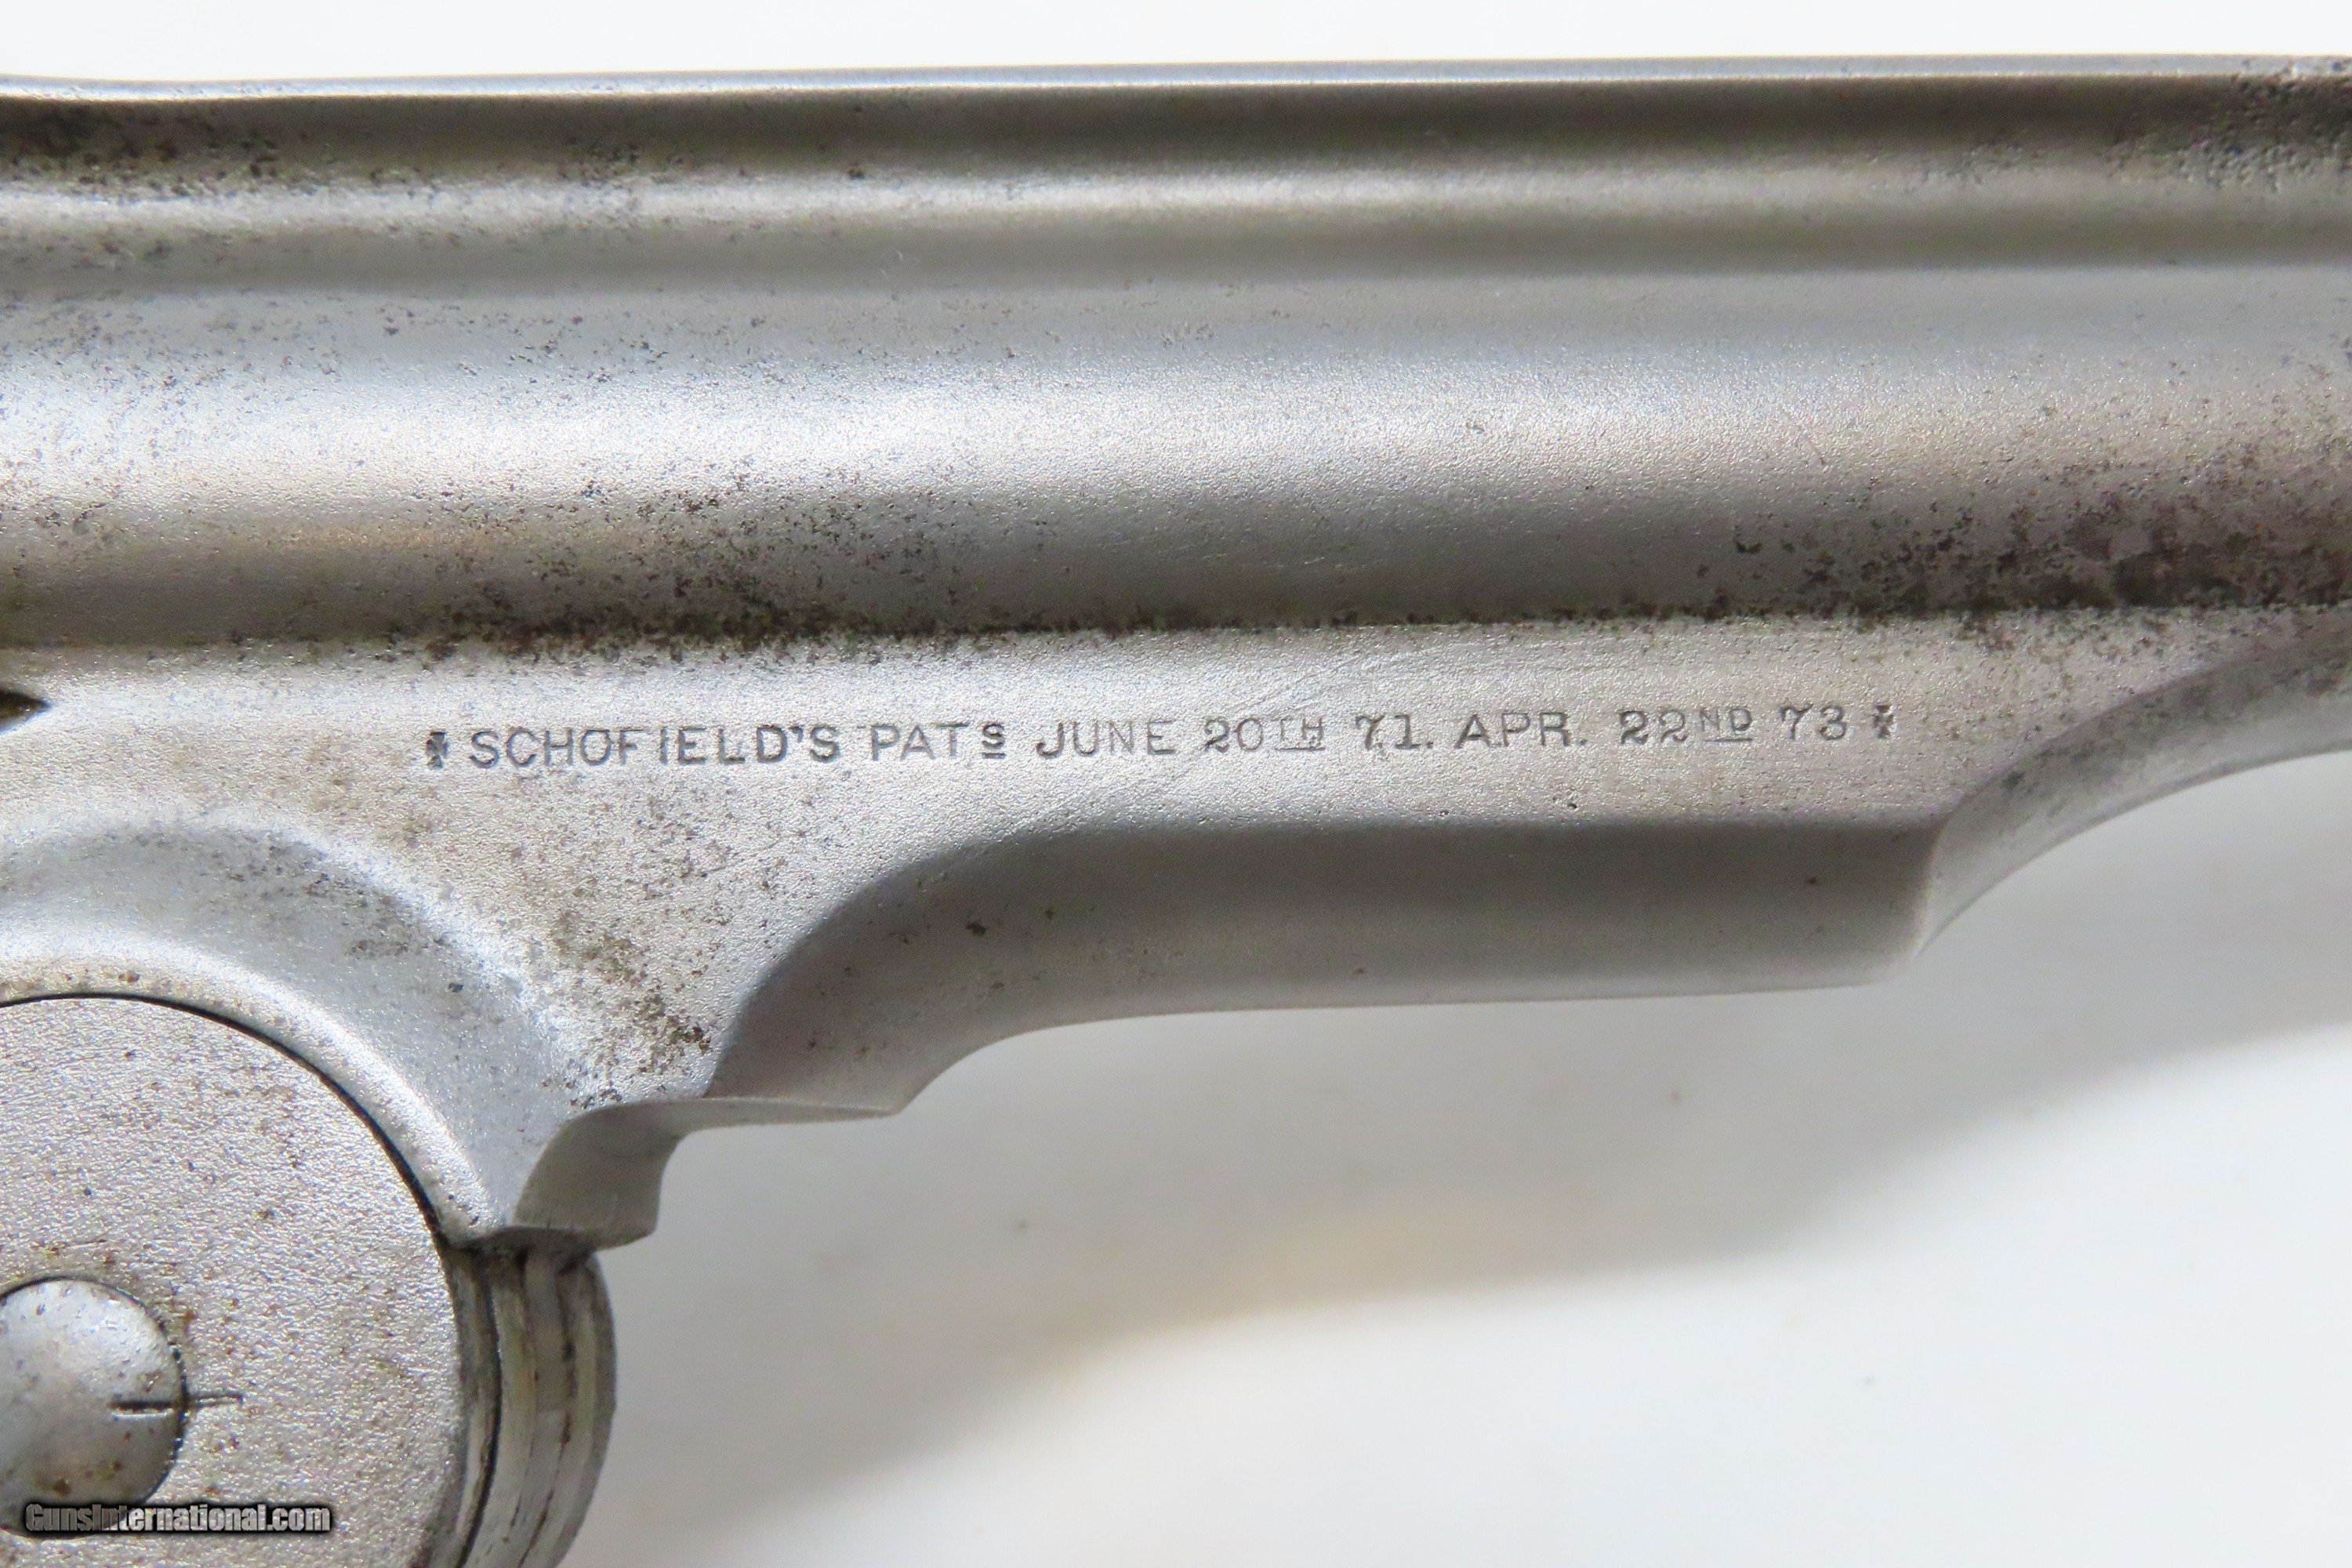 ✠ SCHOFIELD'S PATS JUNE 20TH 71. APR. 22ND 73 ✠
GunsInternational.com